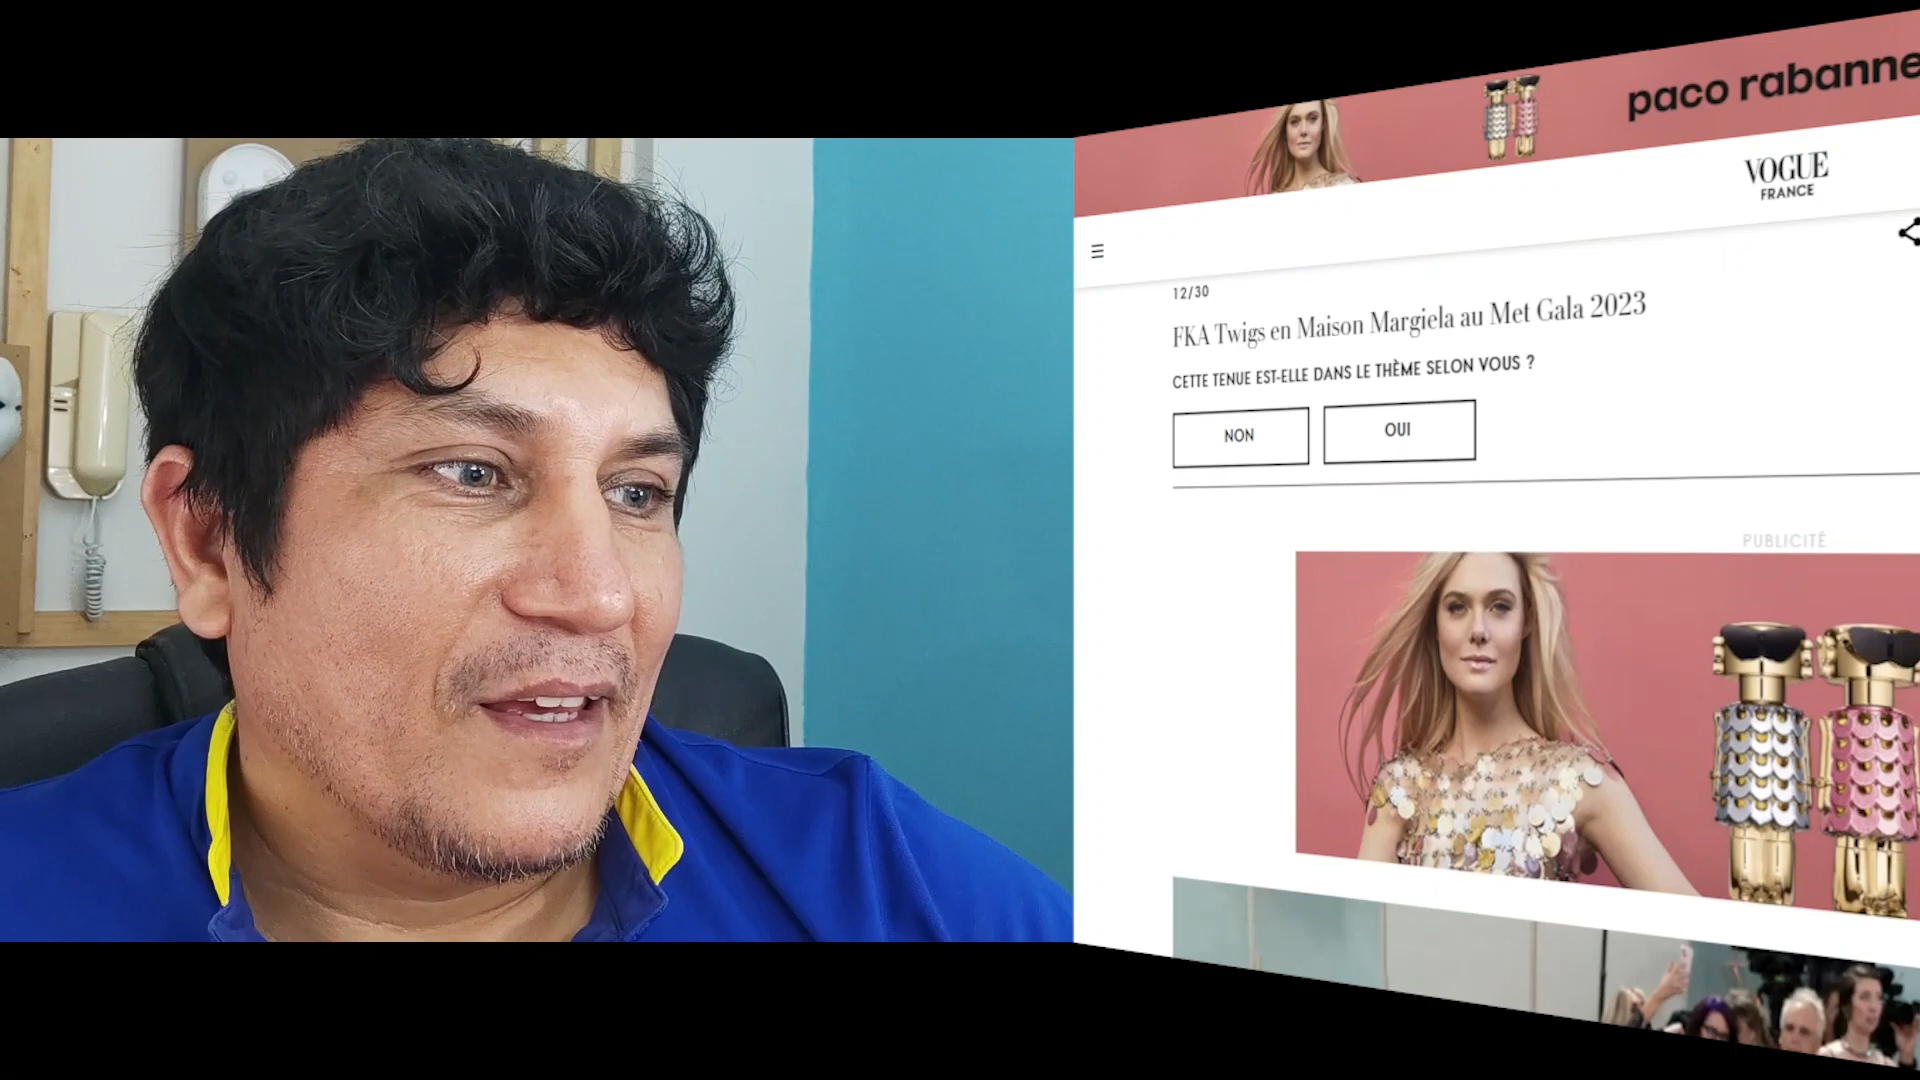 paco rabanne
VOGUE
FRANCE
12/30
FKA Twigs en Maison Margiela au Met Gala 2023
CETTE TENUE EST-ELLE DANS LE THÈME SELON VOUS ?
NON
OUI
PUBLICITÉ